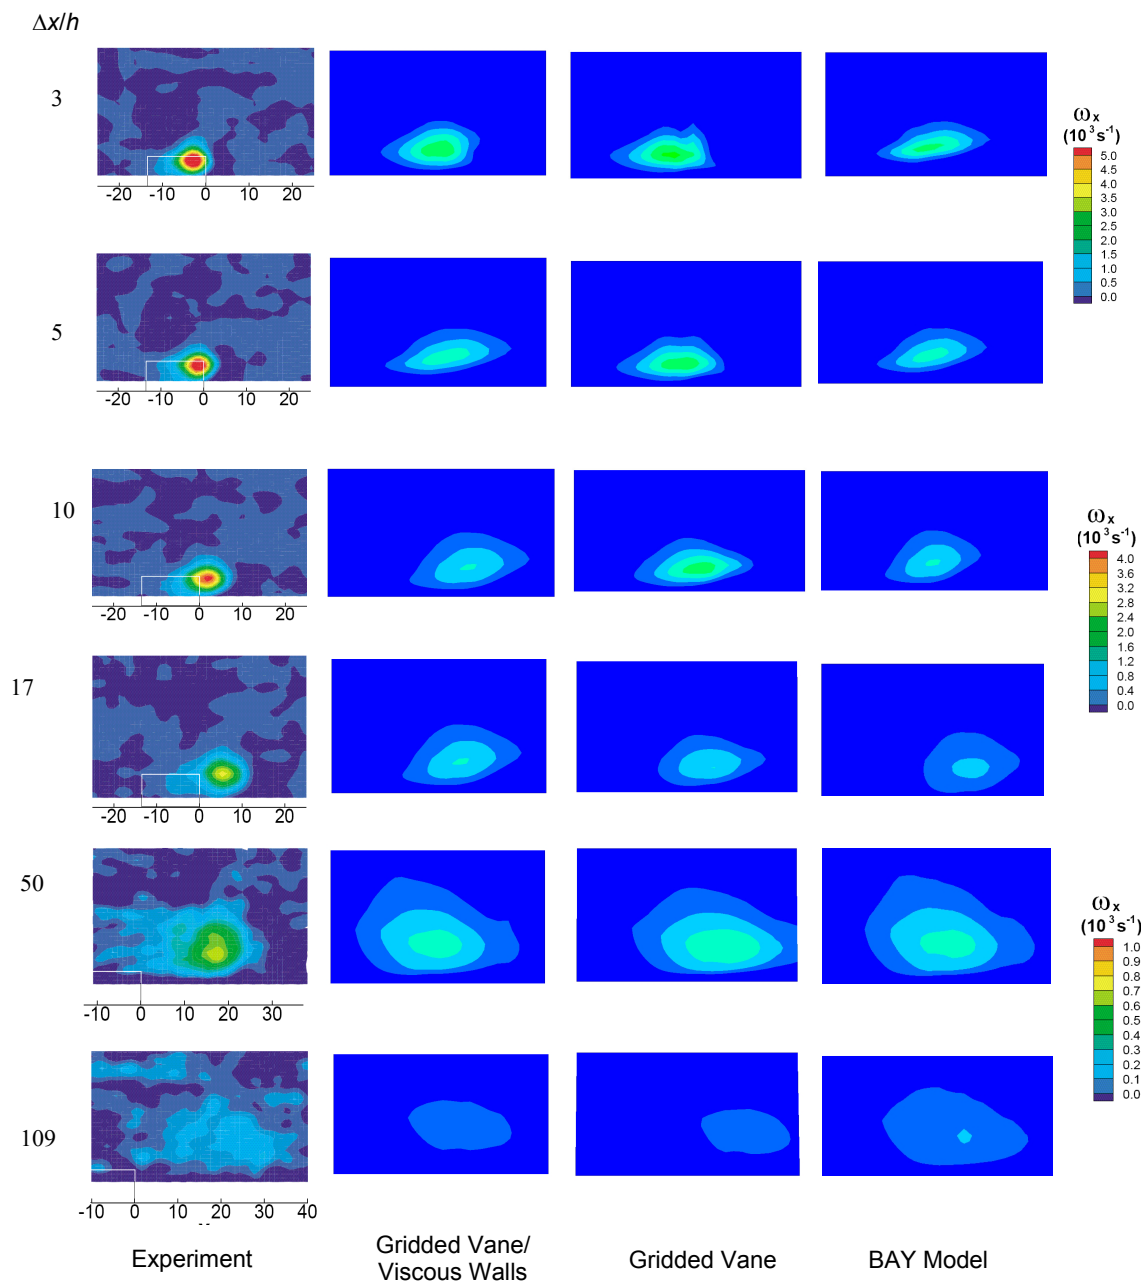 Δx/h
3
-20 -10 0 10 20
ωx
(10³s⁻¹)
5.0
4.5
4.0
3.5
3.0
2.5
2.0
1.5
1.0
0.5
0.0
5
-20 -10 0 10 20
10
-20 -10 0 10 20
ωx
(10³s⁻¹)
4.0
3.6
3.2
2.8
2.4
2.0
1.6
1.2
0.8
0.4
0.0
17
-20 -10 0 10 20
50
-10 0 10 20 30
ωx
(10³s⁻¹)
1.0
0.9
0.8
0.7
0.6
0.5
0.4
0.3
0.2
0.1
0.0
109
-10 0 10 20 30 40
Experiment
Gridded Vane/
Viscous Walls
Gridded Vane
BAY Model